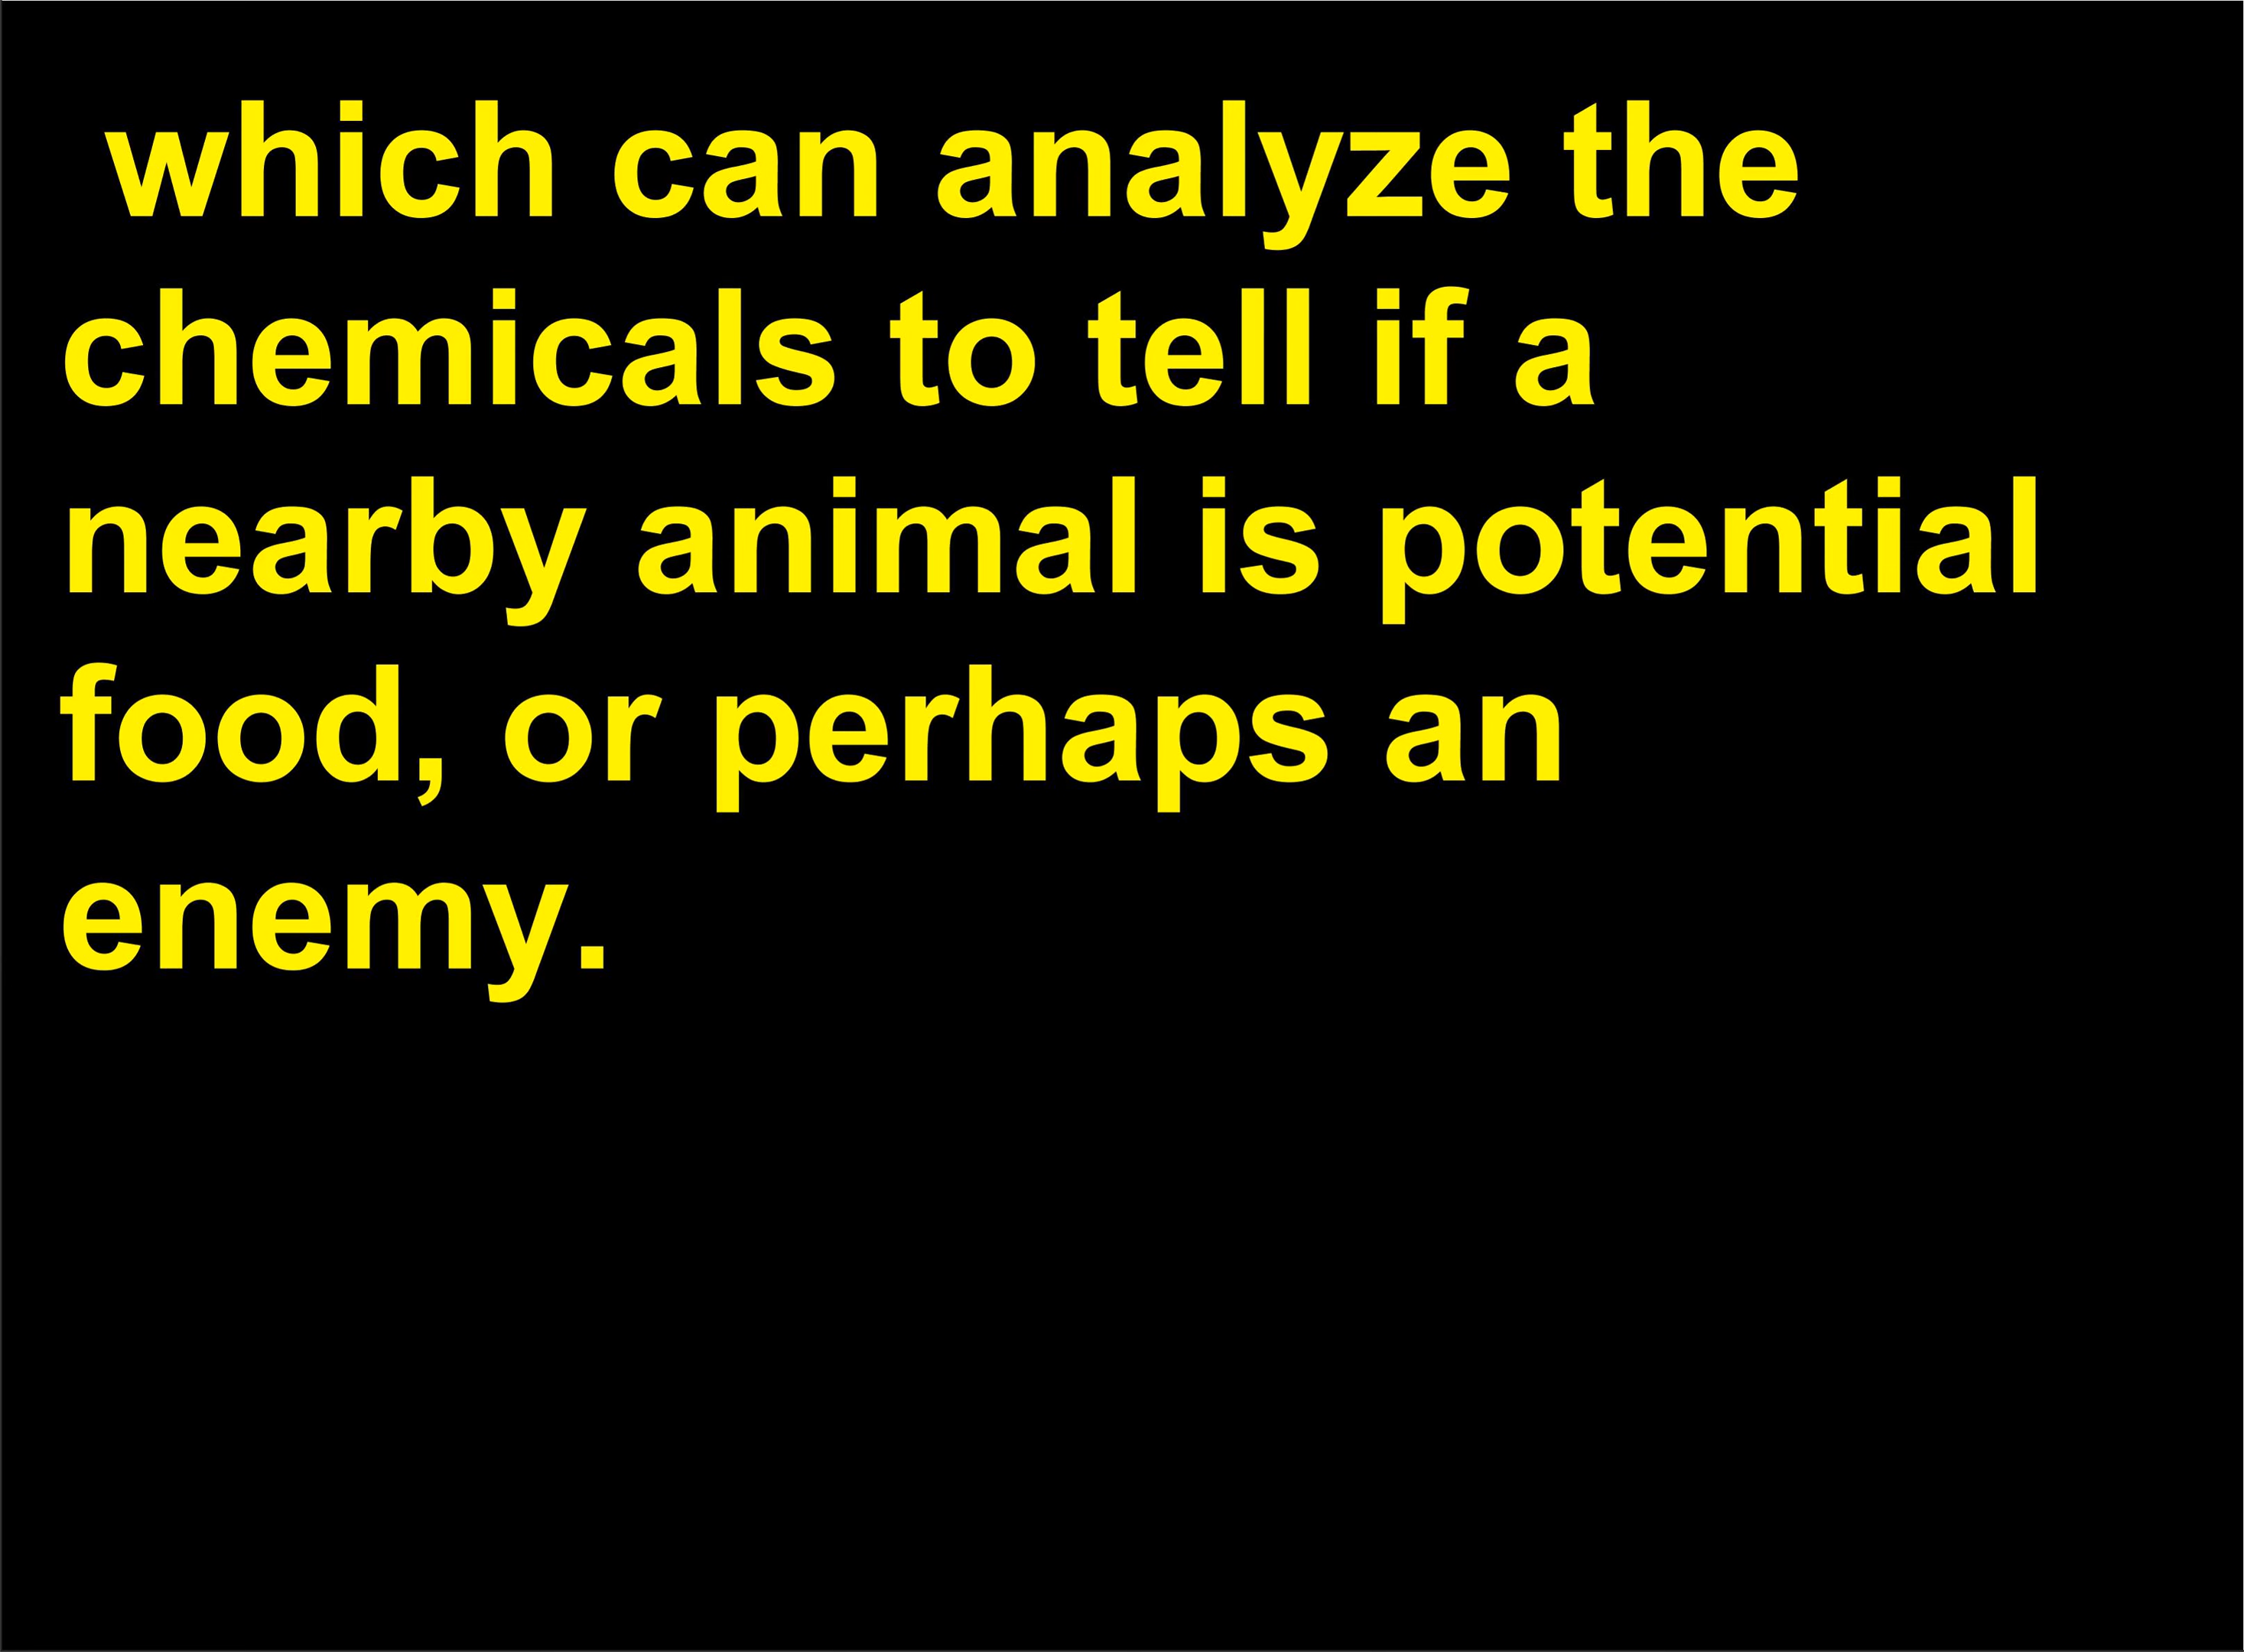 which can analyze the
chemicals to tell if a
nearby animal is potential
food, or perhaps an
enemy.